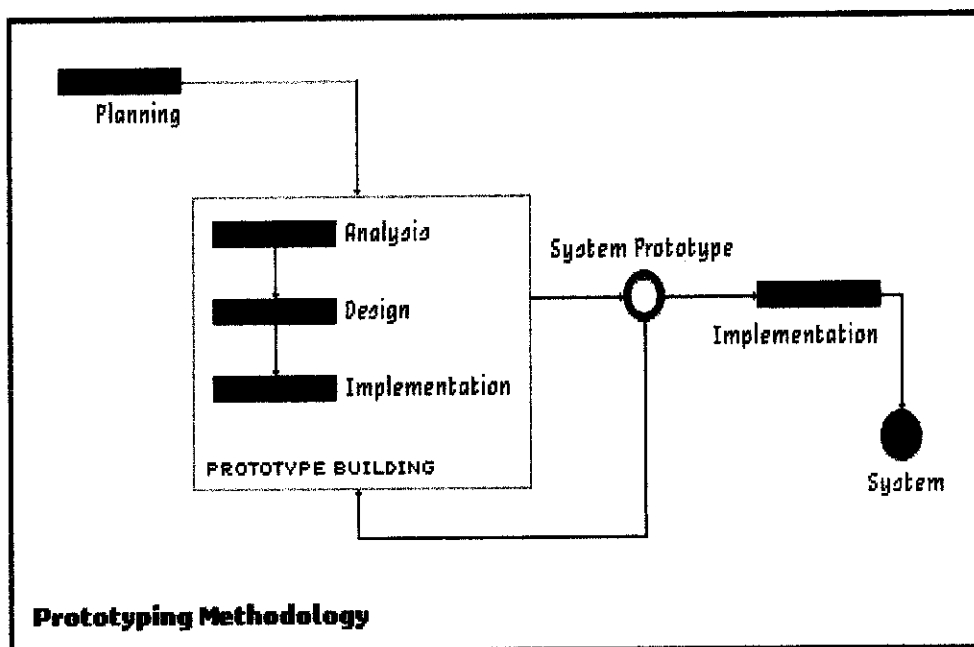 Planning
Analysis
Design
Implementation
PROTOTYPE BUILDING
System Prototype
Implementation
System
Prototyping Methodology